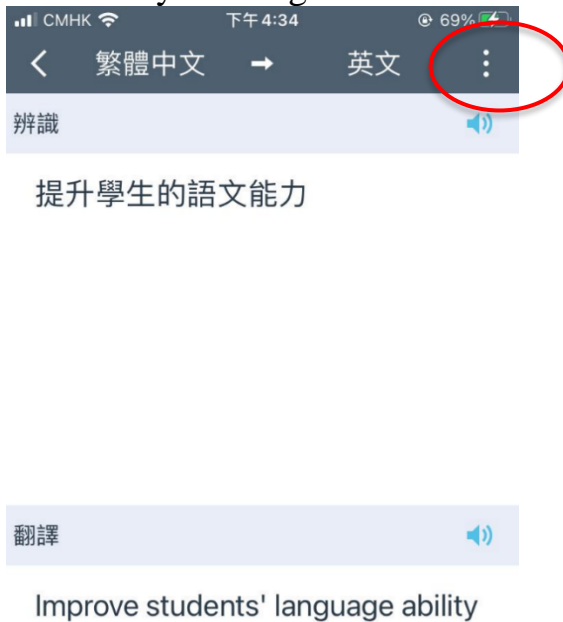 CMHK 下午4:34 69%
繁體中文 → 英文
辨識
提升學生的語文能力
翻譯
Improve students' language ability